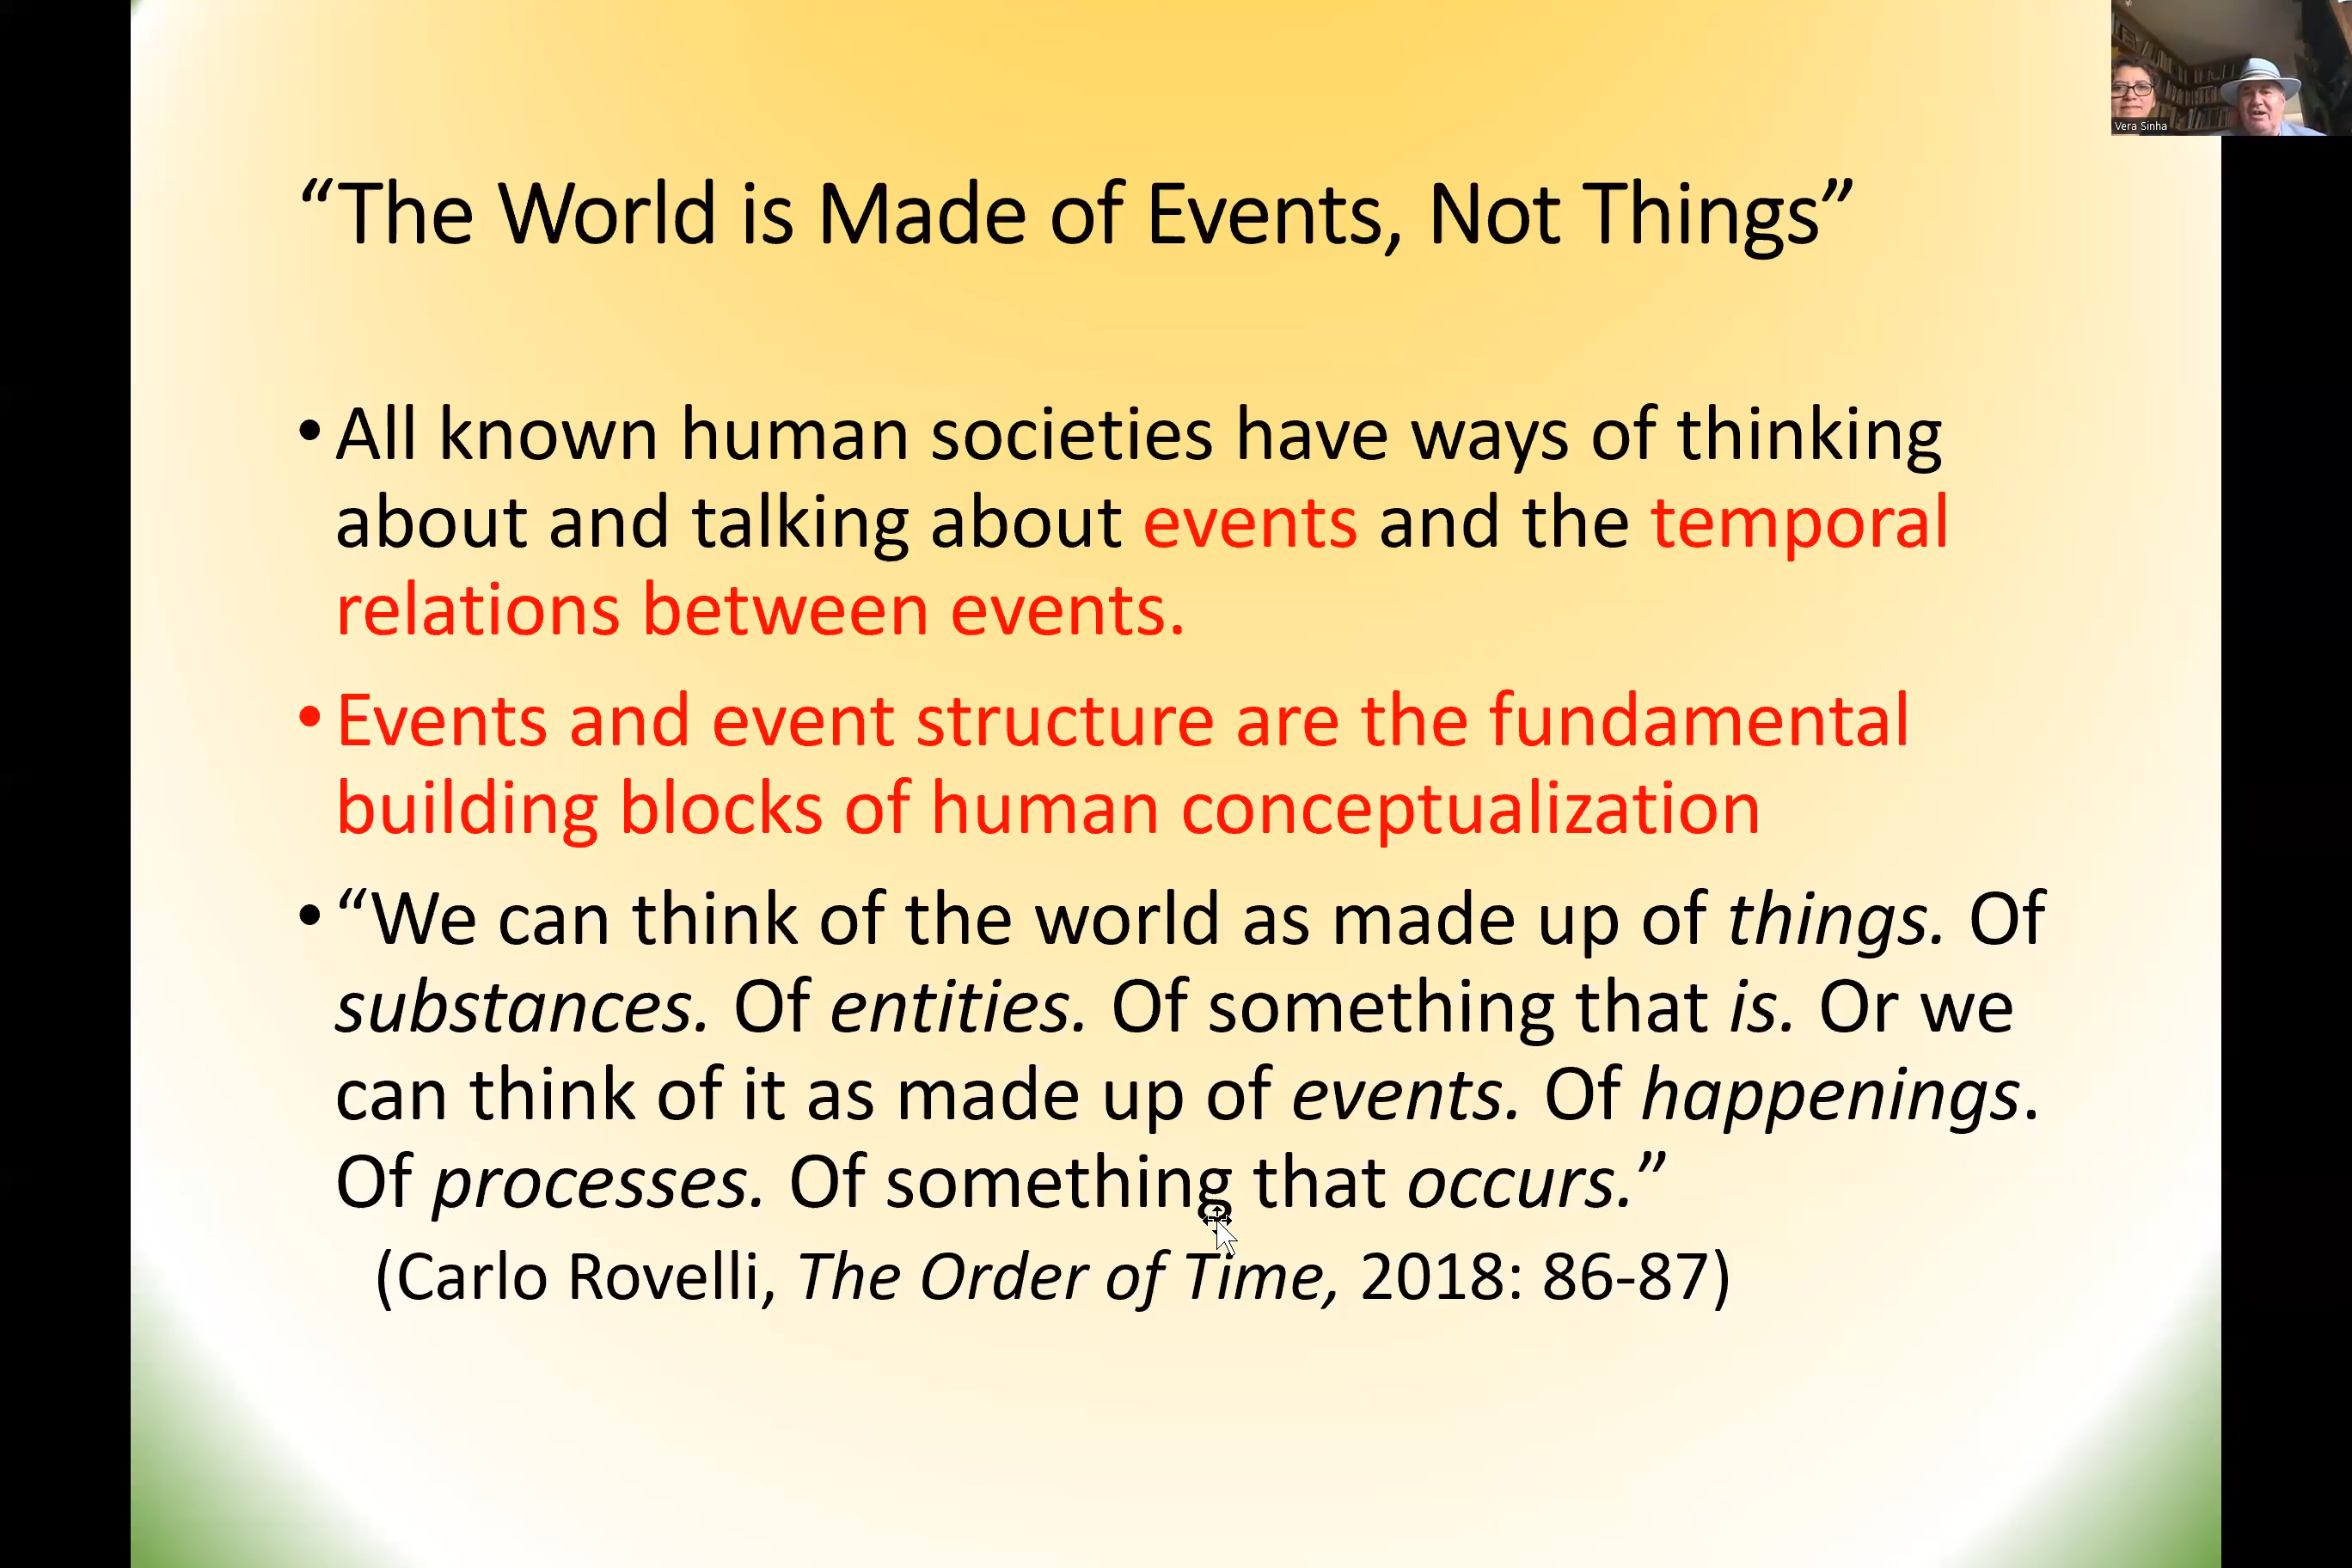 Vera Sinha
“The World is Made of Events, Not Things”
•All known human societies have ways of thinking
about and talking about events and the temporal
relations between events.
•Events and event structure are the fundamental
building blocks of human conceptualization
•“We can think of the world as made up of things. Of
substances. Of entities. Of something that is. Or we
can think of it as made up of events. Of happenings.
Of processes. Of something that occurs.”
(Carlo Rovelli, The Order of Time, 2018: 86-87)